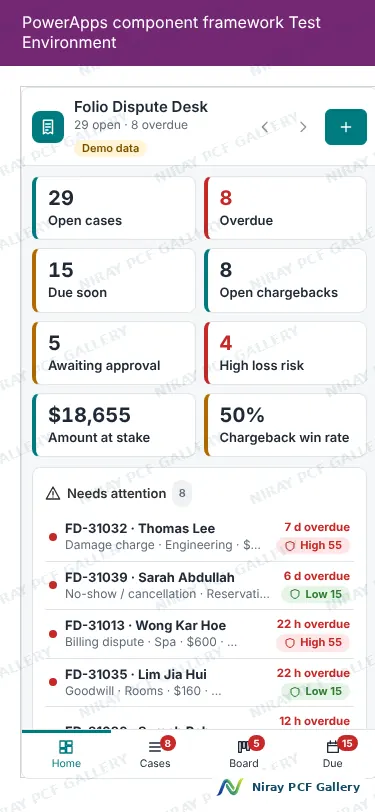 PowerApps component framework Test
Environment
Folio Dispute Desk
29 open · 8 overdue
Demo data
29
Open cases
8
Overdue
15
Due soon
8
Open chargebacks
5
Awaiting approval
4
High loss risk
$18,655
Amount at stake
50%
Chargeback win rate
Needs attention 8
FD-31032 · Thomas Lee 7 d overdue
Damage charge · Engineering · $... High 55
FD-31039 · Sarah Abdullah 6 d overdue
No-show / cancellation · Reservati... Low 15
FD-31013 · Wong Kar Hoe 22 h overdue
Billing dispute · Spa · $600 · ... High 55
FD-31035 · Lim Jia Hui 22 h overdue
Goodwill · Rooms · $160 · ... Low 15
12 h overdue
8 5 15
Home Cases Board Due
Niray PCF Gallery
NIRAY PCF GALLERY